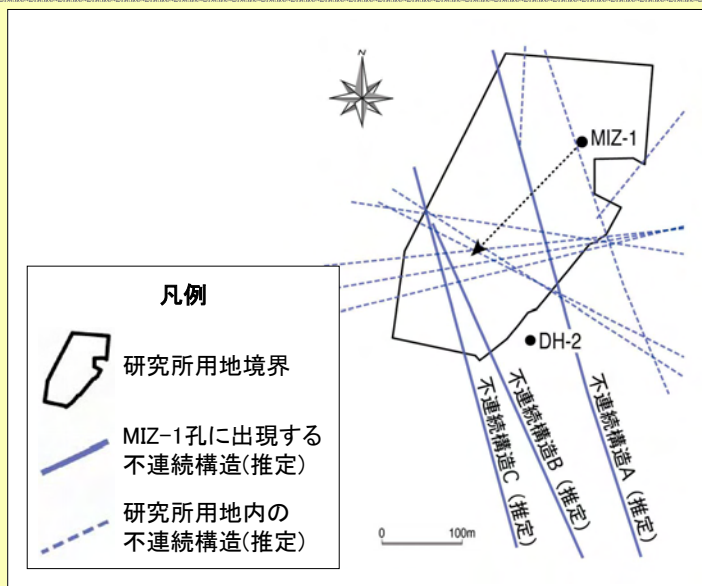 N
MIZ-1
DH-2
不連続構造A (推定)
不連続構造B (推定)
不連続構造C (推定)
0 100m
凡例
研究所用地境界
MIZ-1孔に出現する
不連続構造(推定)
研究所用地内の
不連続構造(推定)